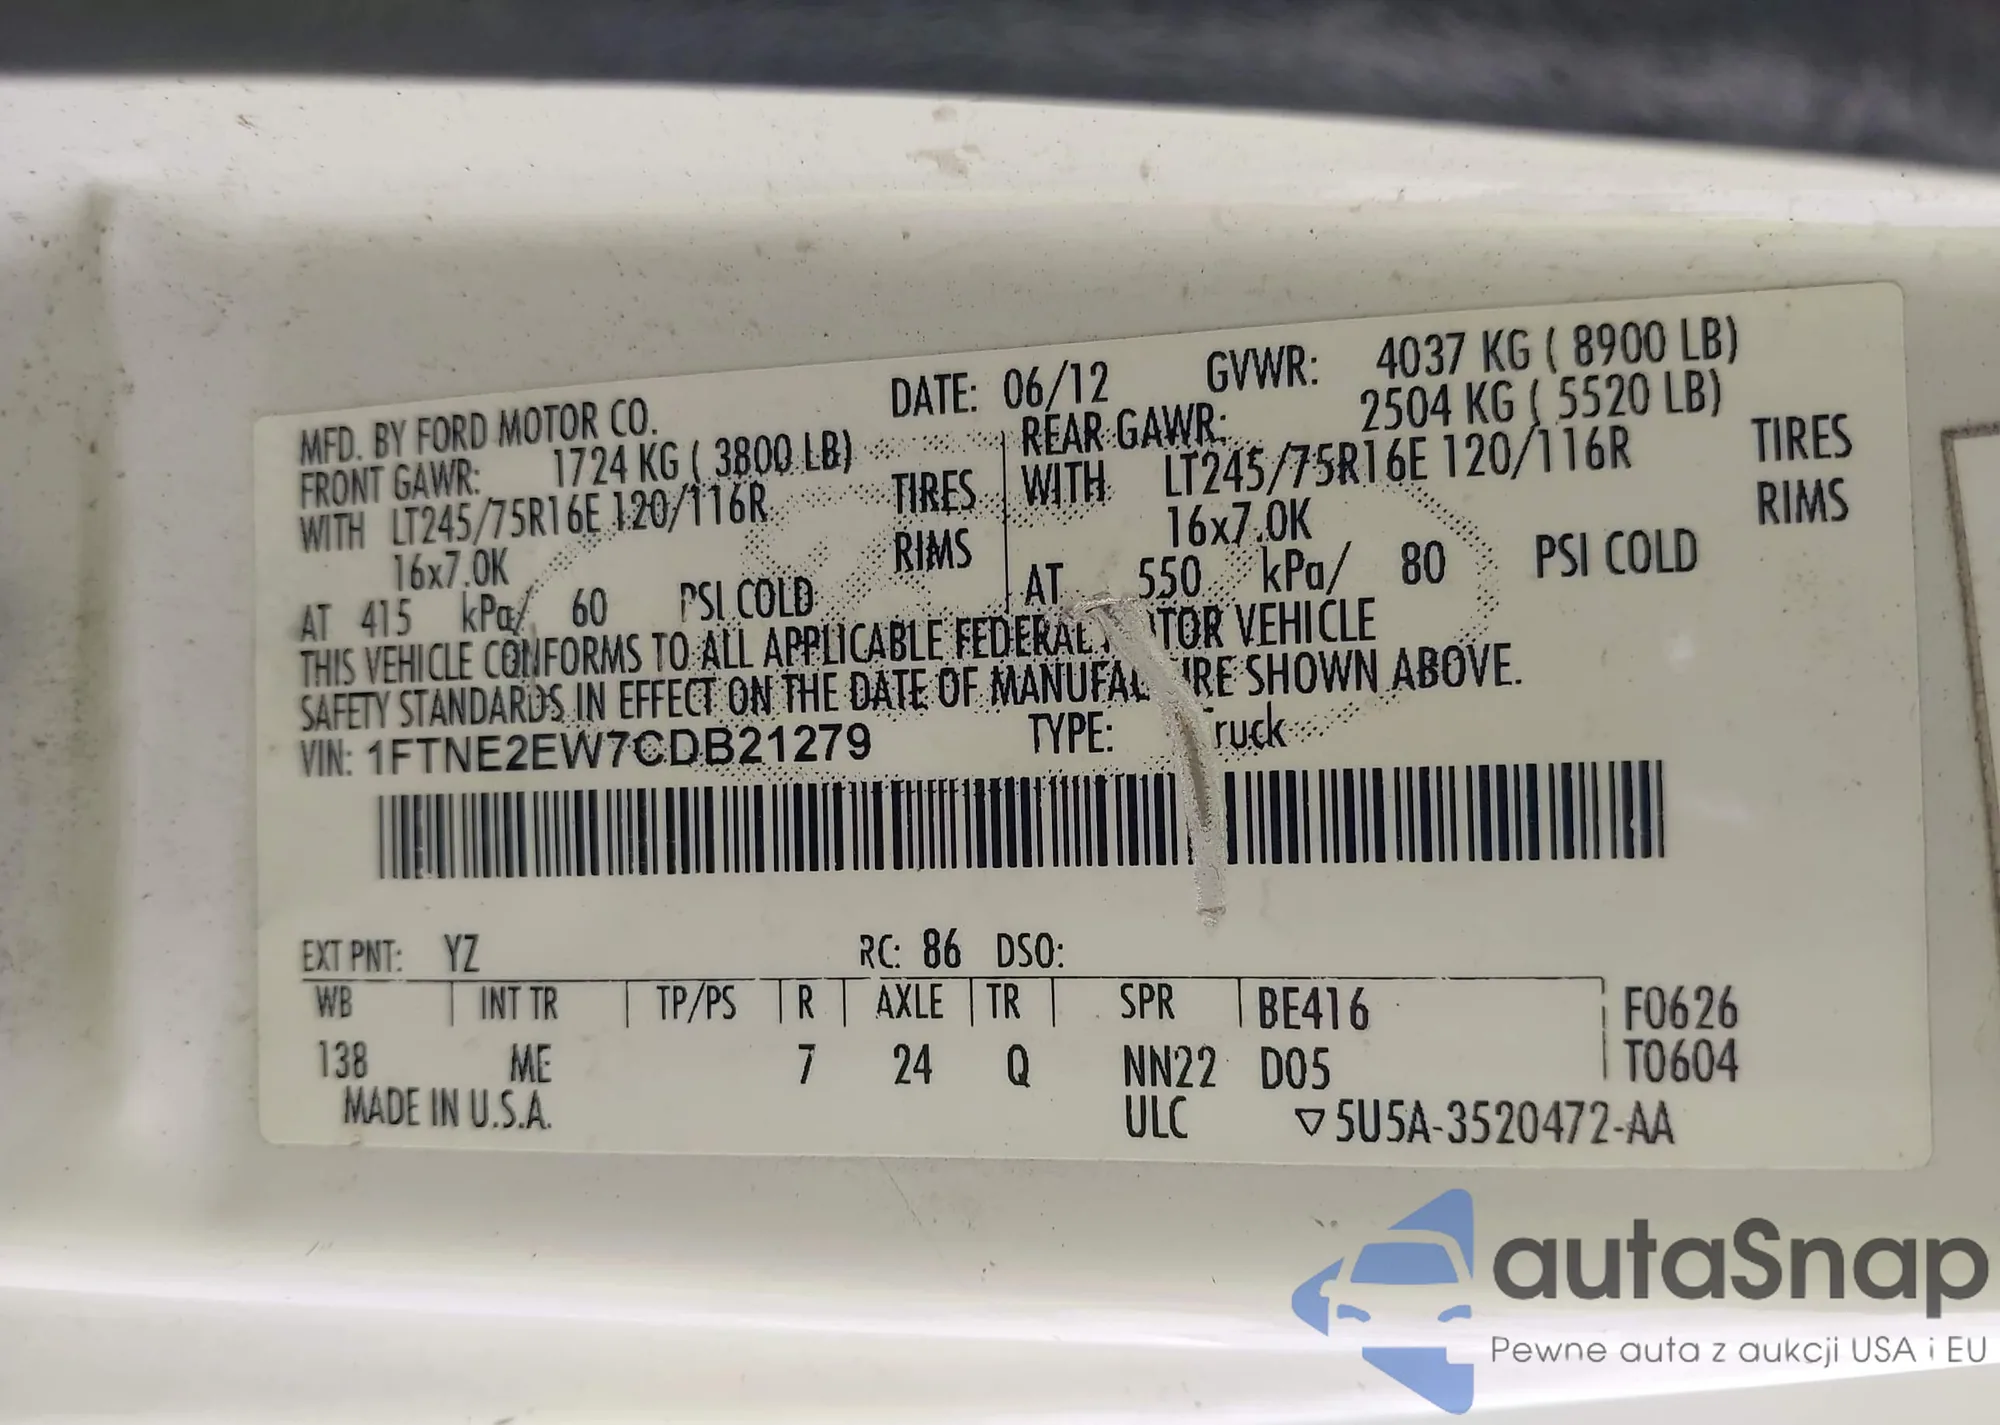 MFD. BY FORD MOTOR CO. DATE: 06/12 GVWR: 4037 KG ( 8900 LB)
FRONT GAWR: 1724 KG ( 3800 LB)
WITH LT245/75R16E 120/116R TIRES
16x7.0K RIMS
AT 415 kPa/ 60 PSI COLD
REAR GAWR: 2504 KG ( 5520 LB)
WITH LT245/75R16E 120/116R TIRES
16x7.0K RIMS
AT 550 kPa/ 80 PSI COLD
THIS VEHICLE CONFORMS TO ALL APPLICABLE FEDERAL VEHICLE
SAFETY STANDARDS IN EFFECT ON THE DATE OF SHOWN ABOVE.
VIN: 1FTNE2EW7CDB21279 TYPE:
EXT PNT: YZ RC: 86 DSO:
WB INT TR TP/PS R AXLE TR SPR BE416 F0626
138 ME 7 24 Q NN22 D05 T0604
MADE IN U.S.A. ULC ▽5U5A-3520472-AA
autaSnap
Pewne auta z aukcji USA i EU